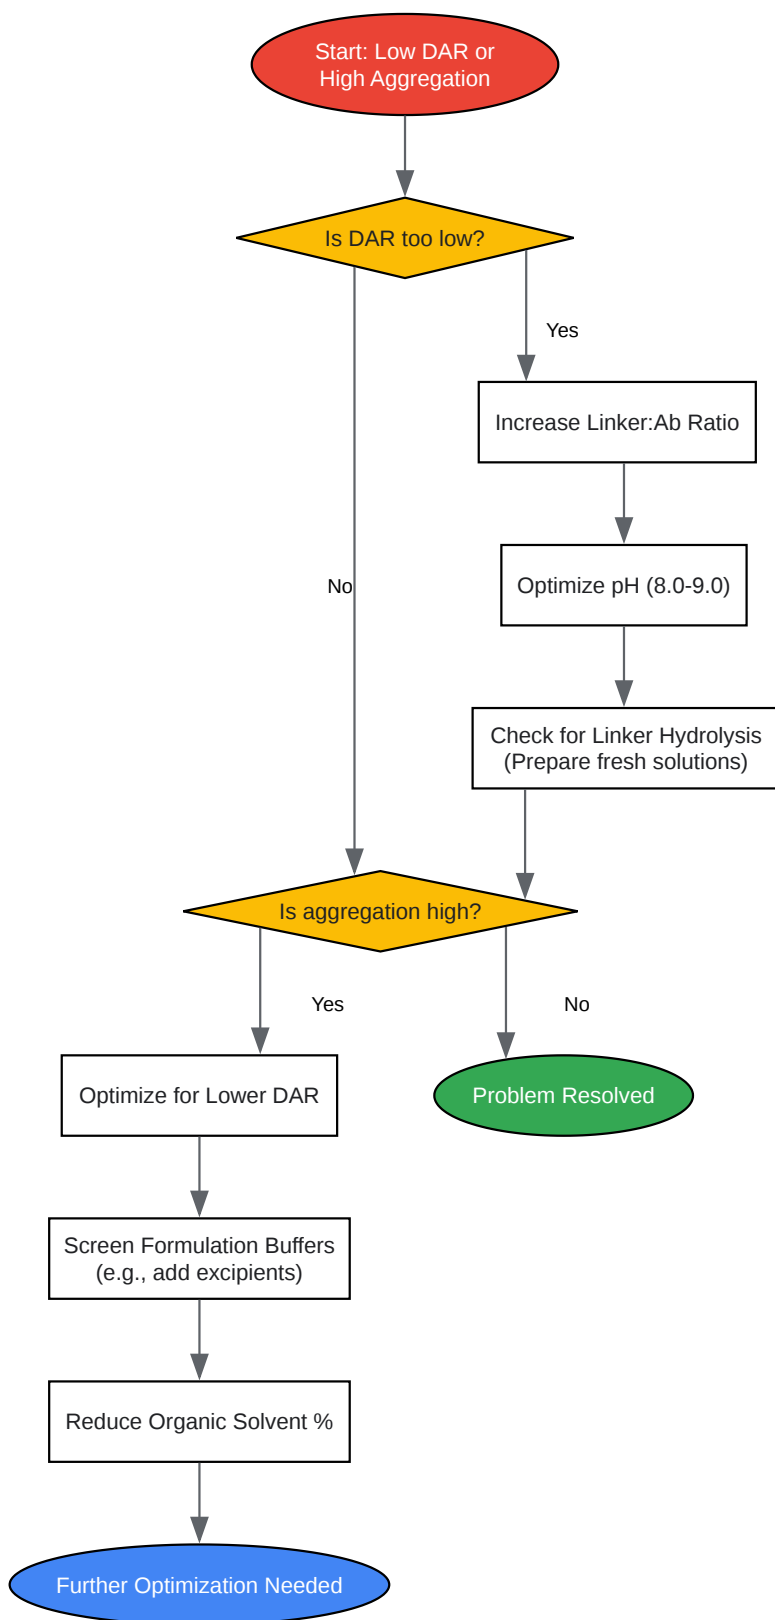 Start: Low DAR or
High Aggregation
Is DAR too low?
Yes
Increase Linker:Ab Ratio
No
Optimize pH (8.0-9.0)
Check for Linker Hydrolysis
(Prepare fresh solutions)
Is aggregation high?
Yes
No
Optimize for Lower DAR
Problem Resolved
Screen Formulation Buffers
(e.g., add excipients)
Reduce Organic Solvent %
Further Optimization Needed